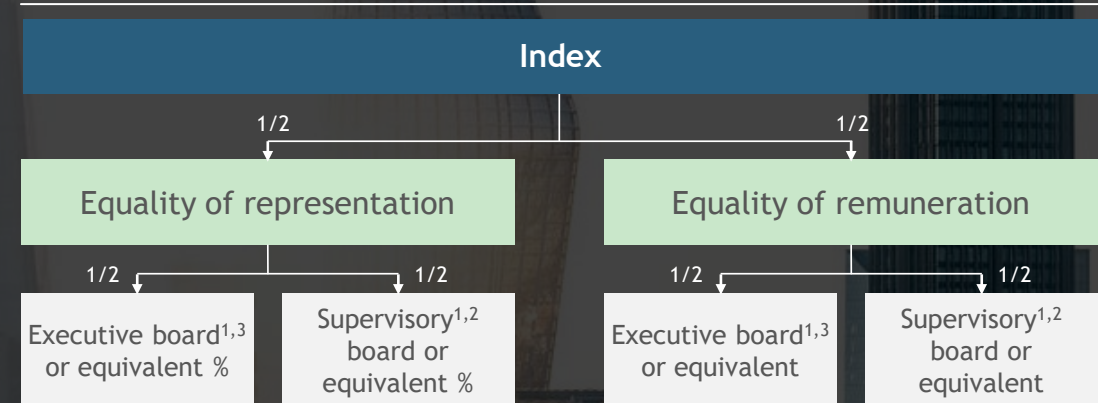 Index
1/2
1/2
Equality of representation
Equality of remuneration
1/2
1/2
1/2
1/2
Executive board1,3
or equivalent %
Supervisory1,2
board or
equivalent %
Executive board1,3
or equivalent
Supervisory1,2
board or
equivalent